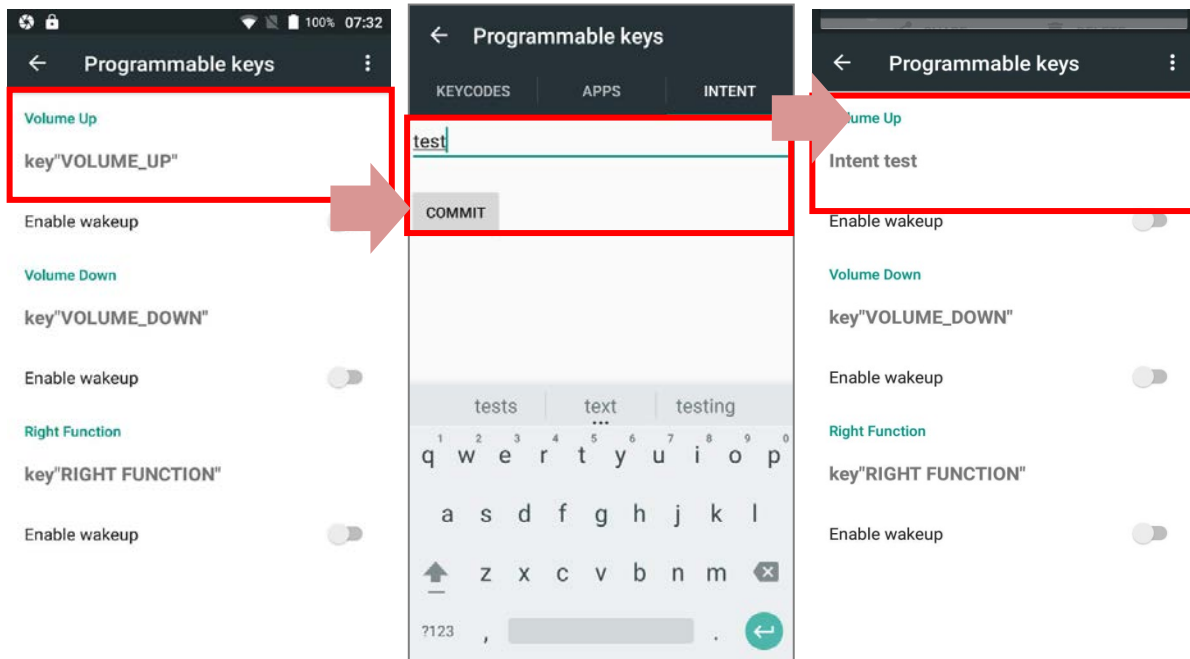 100% 07:32
Programmable keys
Volume Up
key"VOLUME_UP"
Enable wakeup
Volume Down
key"VOLUME_DOWN"
Enable wakeup
Right Function
key"RIGHT FUNCTION"
Enable wakeup
Programmable keys
KEYCODES APPS INTENT
test
COMMIT
tests text testing
1 2 3 4 5 6 7 8 9 0
q w e r t y u i o p
a s d f g h j k l
z x c v b n m
?123 , .
Programmable keys
lume Up
Intent test
Enable wakeup
Volume Down
key"VOLUME_DOWN"
Enable wakeup
Right Function
key"RIGHT FUNCTION"
Enable wakeup